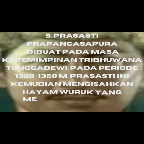 5. PRASASTI
PRAPANCASAPURA
DIBUAT PADA MASA
KEPEMIMPINAN TRIBHUWANA
TUNGGADEWI. PADA PERIODE
1328-1350 M. PRASASTI INI
KEMUDIAN MENGISAHKAN
HAYAM WURUK YANG
ME